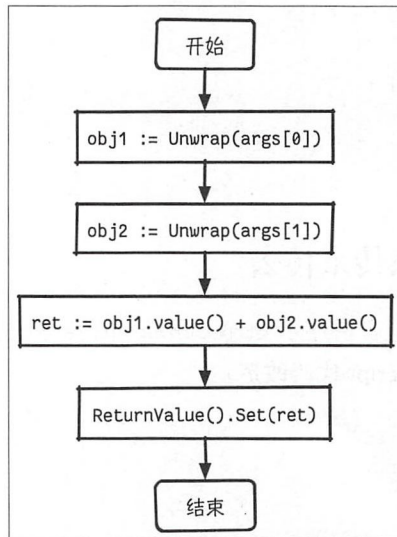 开始
obj1 := Unwrap(args[0])
obj2 := Unwrap(args[1])
ret := obj1.value() + obj2.value()
ReturnValue().Set(ret)
结束